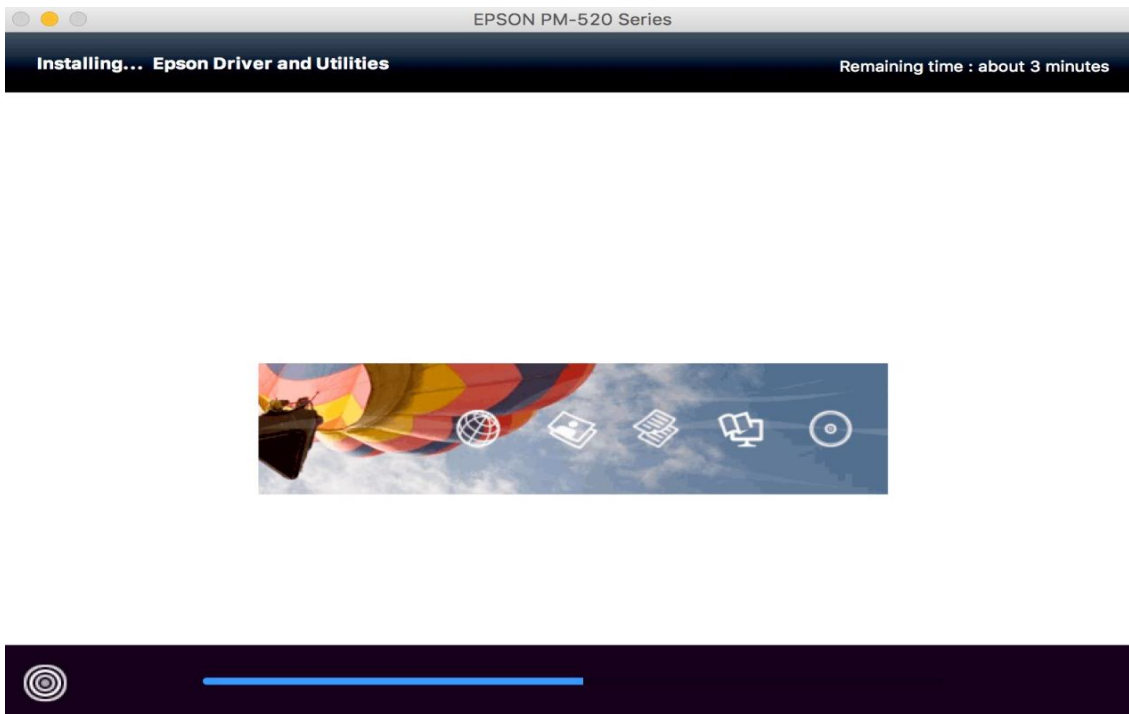 EPSON PM-520 Series
Installing... Epson Driver and Utilities
Remaining time : about 3 minutes